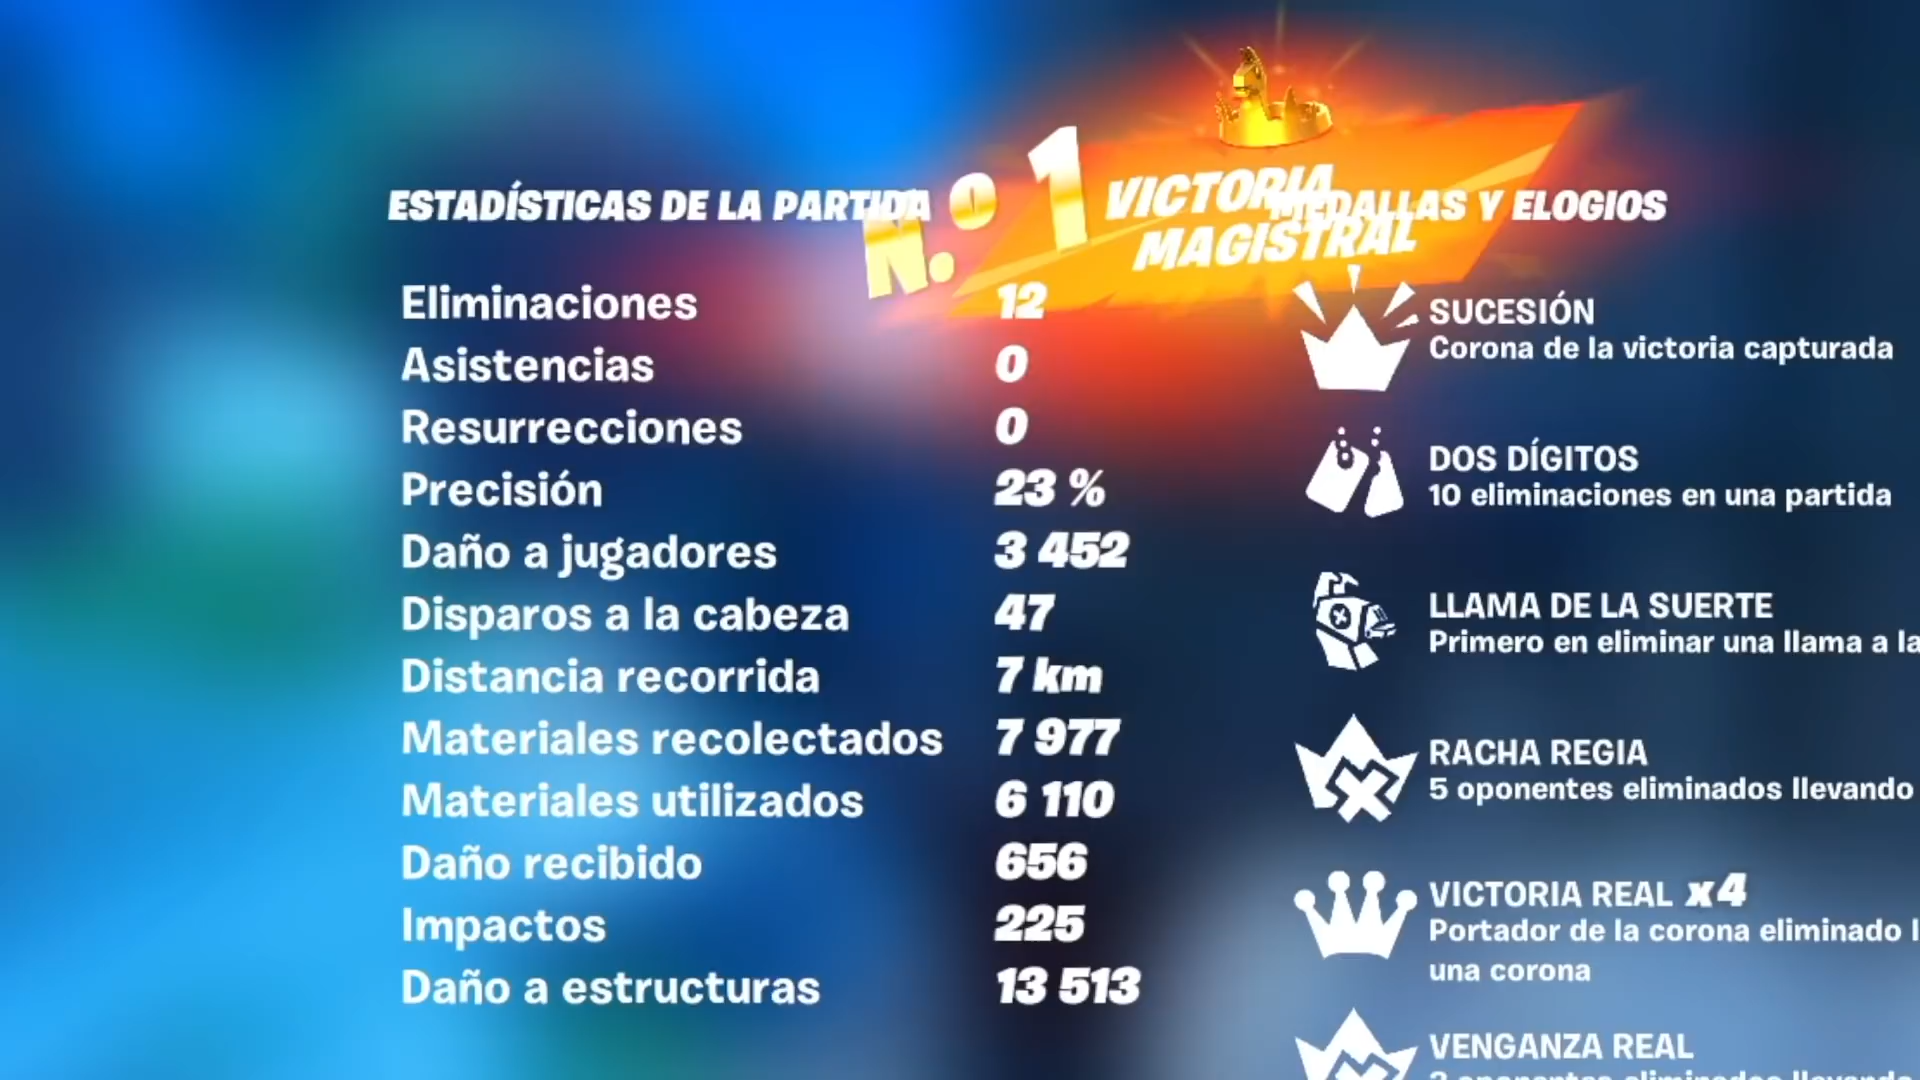 N.º 1 VICTORIA
MAGISTRAL
ESTADÍSTICAS DE LA PARTIDA
Eliminaciones 12
Asistencias 0
Resurrecciones 0
Precisión 23 %
Daño a jugadores 3 452
Disparos a la cabeza 47
Distancia recorrida 7 km
Materiales recolectados 7 977
Materiales utilizados 6 110
Daño recibido 656
Impactos 225
Daño a estructuras 13 513
MEDALLAS Y ELOGIOS
SUCESIÓN
Corona de la victoria capturada
DOS DÍGITOS
10 eliminaciones en una partida
LLAMA DE LA SUERTE
Primero en eliminar una llama a la
RACHA REGIA
5 oponentes eliminados llevando
VICTORIA REAL x4
Portador de la corona eliminado
una corona
VENGANZA REAL
oponentes eliminados llevando